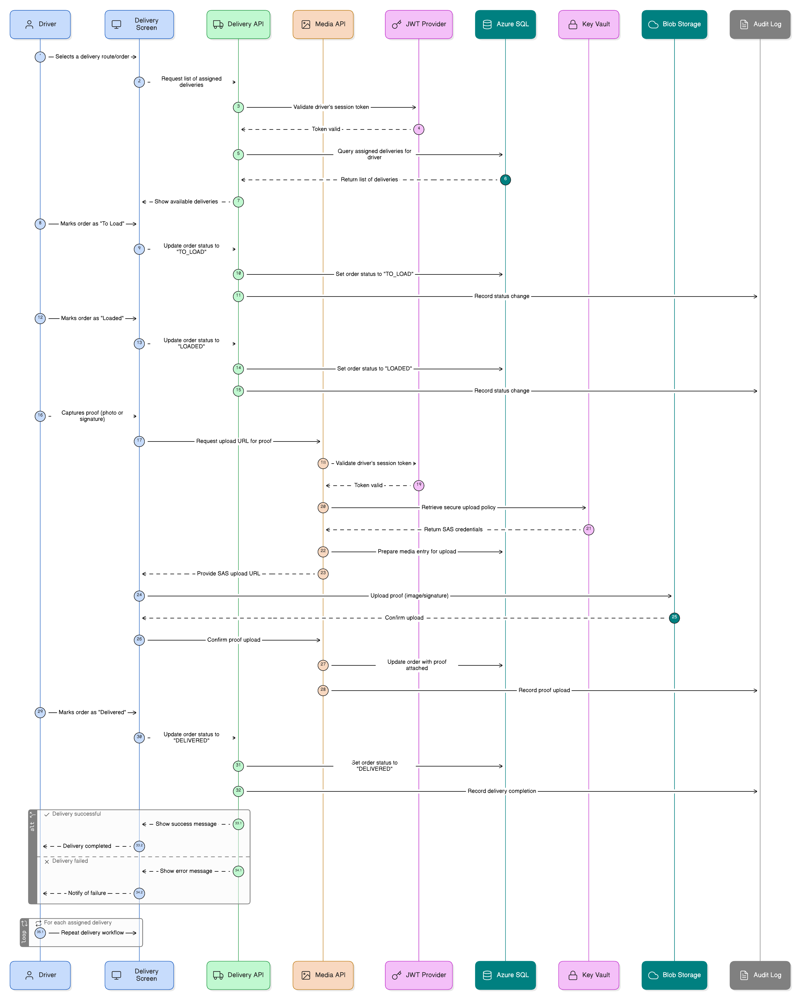 Driver
Delivery
Screen
Delivery API
Media API
JWT Provider
Azure SQL
Key Vault
Blob Storage
Audit Log
Selects a delivery route/order
2
Request list of assigned
deliveries
3
Validate driver's session token
Token valid
4
5
Query assigned deliveries for
driver
Return list of deliveries
6
Show available deliveries
7
8
Marks order as "To Load"
9
Update order status to
"TO_LOAD"
10
Set order status to "TO_LOAD"
11
Record status change
12
Marks order as "Loaded"
13
Update order status to
"LOADED"
14
Set order status to "LOADED"
15
Record status change
16
Captures proof (photo or
signature)
17
Request upload URL for proof
18
Validate driver's session token
Token valid
19
20
Retrieve secure upload policy
Return SAS credentials
21
22
Prepare media entry for upload
Provide SAS upload URL
23
24
Upload proof (image/signature)
Confirm upload
25
26
Confirm proof upload
27
Update order with proof
attached
28
Record proof upload
29
Marks order as "Delivered"
30
Update order status to
"DELIVERED"
31
Set order status to
"DELIVERED"
32
Record delivery completion
alt
Delivery successful
Show success message
33.1
Delivery completed
33.2
Delivery failed
Show error message
34.1
Notify of failure
34.2
loop
For each assigned delivery
35.1
Repeat delivery workflow
Driver
Delivery
Screen
Delivery API
Media API
JWT Provider
Azure SQL
Key Vault
Blob Storage
Audit Log